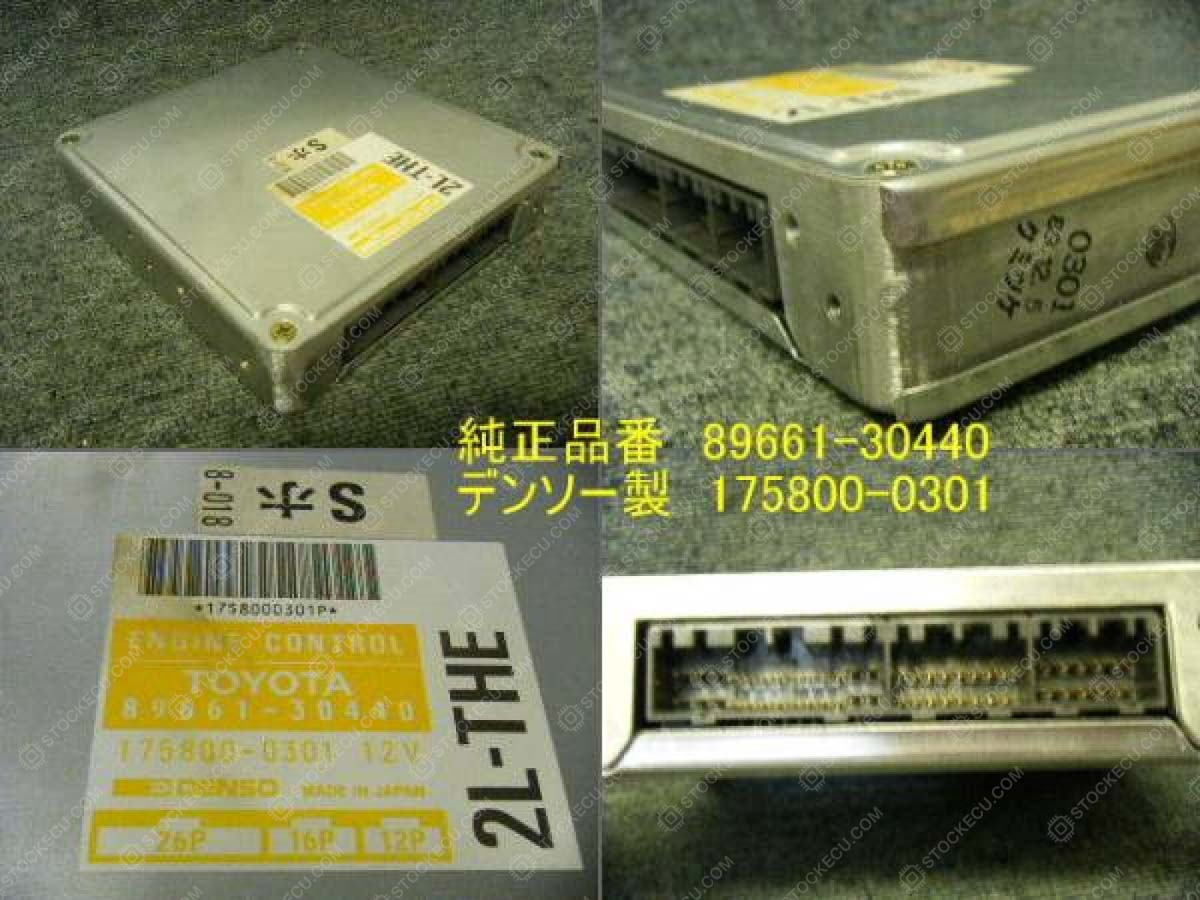 Sホ
2L-THE
0301
純正品番 89661-30440
デンソー製 175800-0301
8-018
Sホ
*1758000301P*
ENGINE CONTROL
TOYOTA
89661-30440
175800-0301 12V
DENSO MADE IN JAPAN
26P 16P 12P
2L-THE
STOCKECU.COM